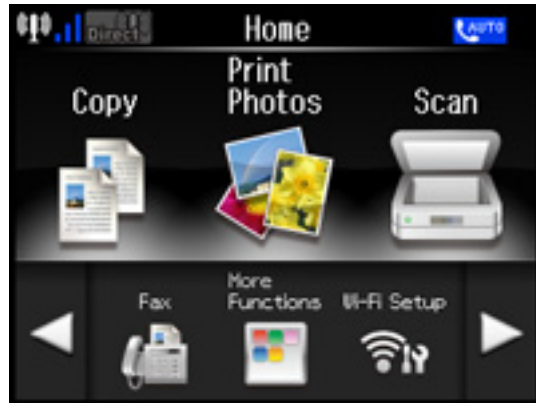 Direct
Home
AUTO
Copy
Print
Photos
Scan
Fax
More
Functions
Wi-Fi Setup